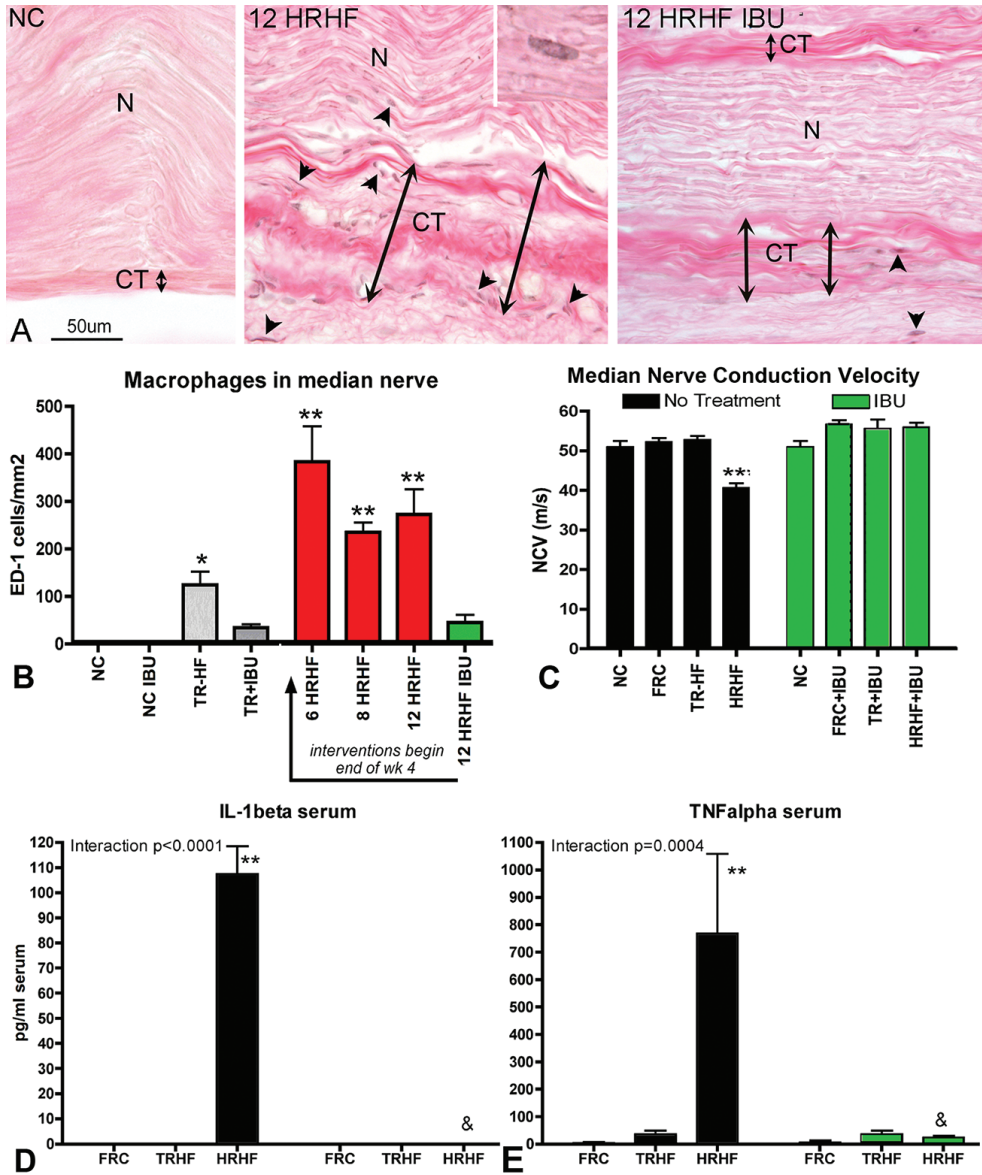 NC
N
CT
50um
A
12 HRHF
N
CT
12 HRHF IBU
CT
N
CT
Macrophages in median nerve
ED-1 cells/mm2
500
400
300
200
100
0
*
**
**
**
NC
NC IBU
TR-HF
TR+IBU
6 HRHF
8 HRHF
12 HRHF
12 HRHF IBU
interventions begin
end of wk 4
B
Median Nerve Conduction Velocity
No Treatment
IBU
NCV (m/s)
60
50
40
30
20
10
0
**
NC
FRC
TR-HF
HRHF
NC
FRC+IBU
TR+IBU
HRHF+IBU
C
IL-1beta serum
Interaction p<0.0001
pg/ml serum
120
110
100
90
80
70
60
50
40
30
20
10
0
**
&
FRC
TRHF
HRHF
FRC
TRHF
HRHF
D
TNFalpha serum
Interaction p=0.0004
1100
1000
900
800
700
600
500
400
300
200
100
0
**
&
FRC
TRHF
HRHF
FRC
TRHF
HRHF
E